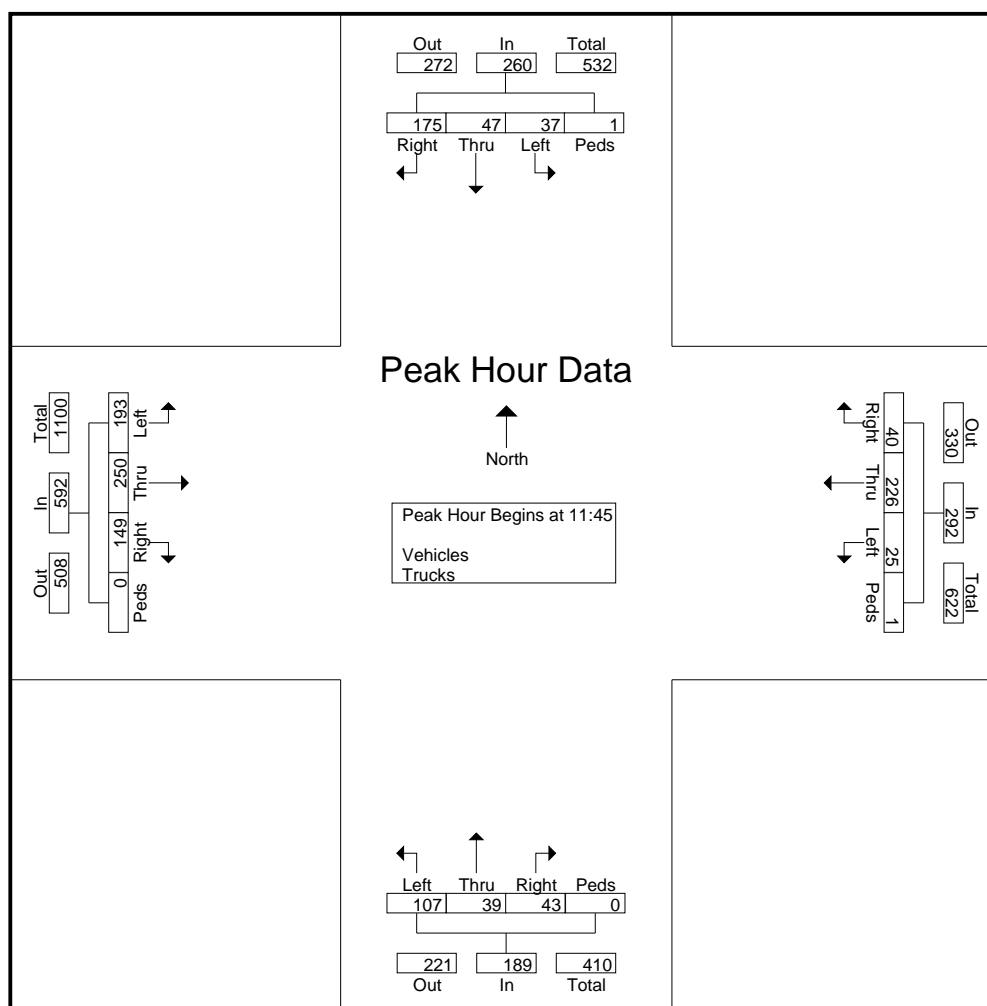 Out In Total
272 260 532
175 47 37 1
Right Thru Left Peds
Peak Hour Data
North
Peak Hour Begins at 11:45
Vehicles
Trucks
Total In Out
1100 592 508
193 250 149 0
Left Thru Right Peds
Out In Total
330 292 622
40 226 25 1
Right Thru Left Peds
Left Thru Right Peds
107 39 43 0
221 189 410
Out In Total